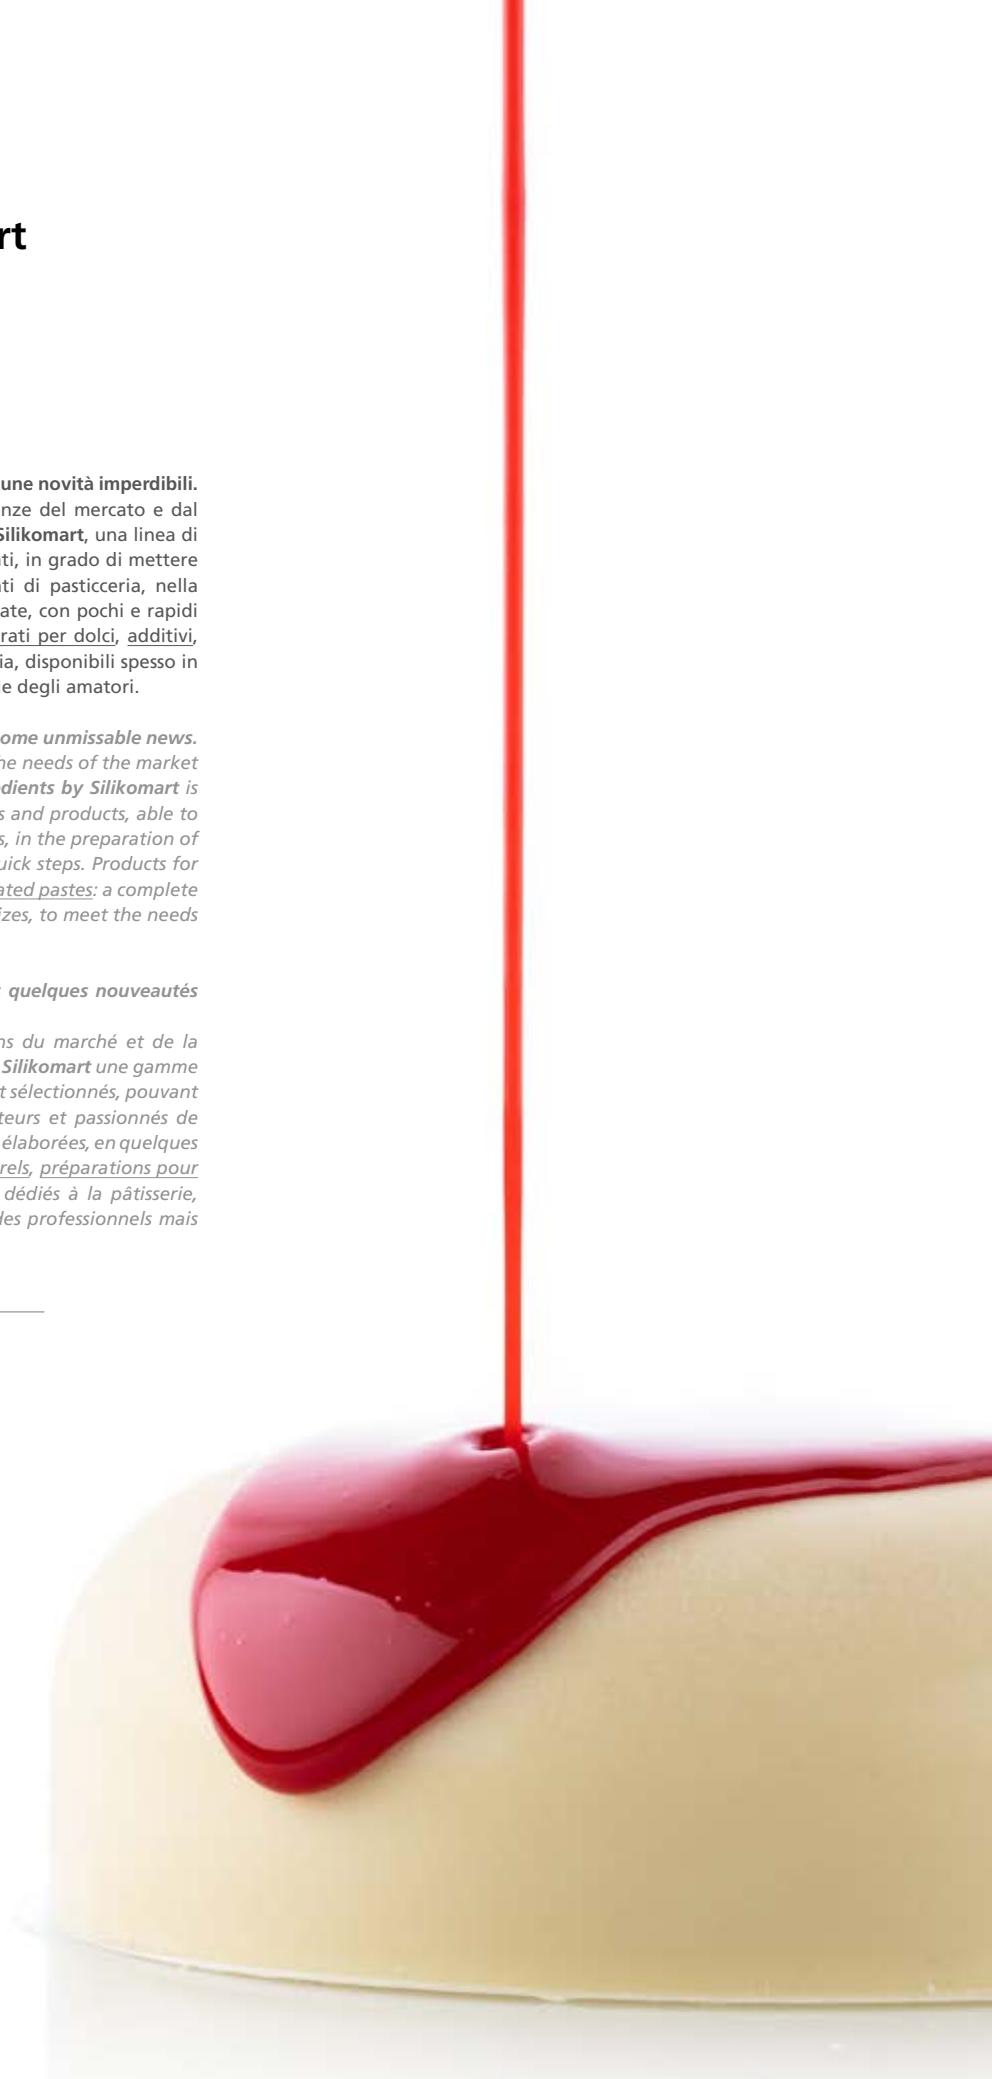 rt
une novità imperdibili.
nze del mercato e dal
Silikomart, una linea di
ti, in grado di mettere
ti di pasticceria, nella
ate, con pochi e rapidi
rati per dolci, additivi,
ia, disponibili spesso in
e degli amatori.
ome unmissable news.
he needs of the market
dients by Silikomart is
s and products, able to
s, in the preparation of
uick steps. Products for
ated pastes: a complete
izes, to meet the needs
quelques nouveautés
ns du marché et de la
Silikomart une gamme
t sélectionnés, pouvant
teurs et passionnés de
élaborées, en quelques
rels, préparations pour
dédiés à la pâtisserie,
des professionnels mais